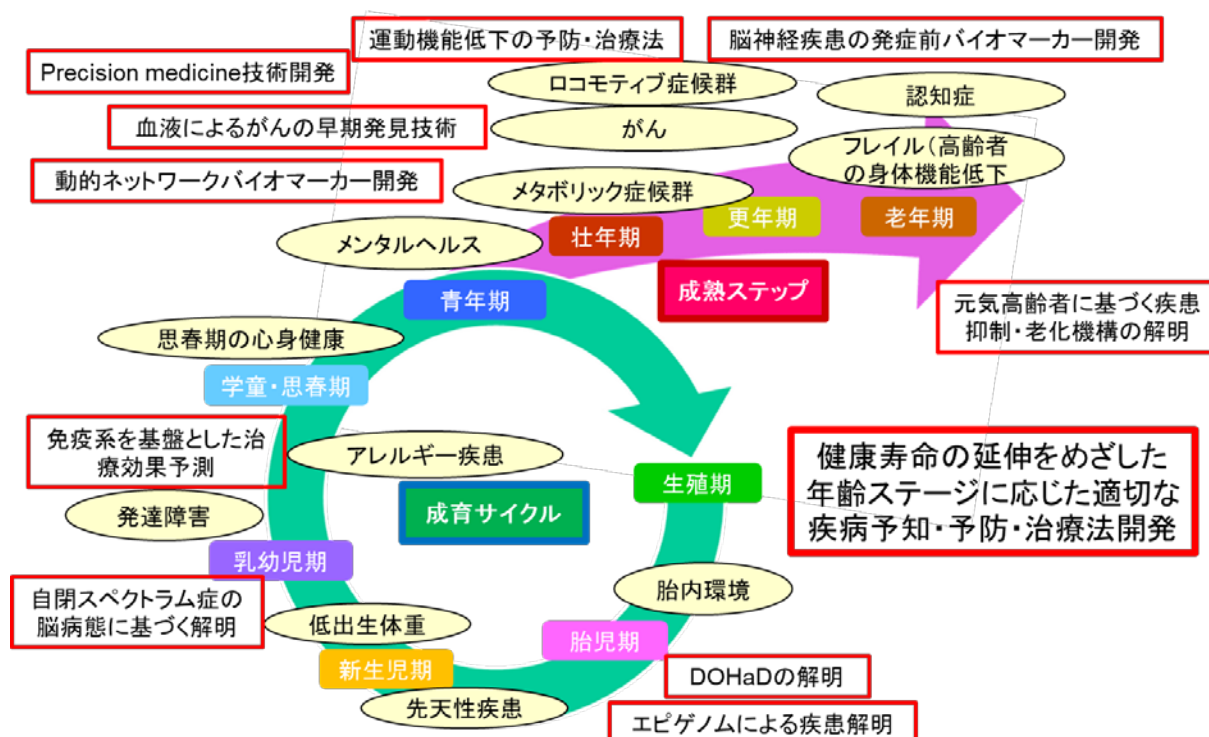 運動機能低下の予防・治療法
脳神経疾患の発症前バイオマーカー開発
Precision medicine技術開発
ロコモティブ症候群
認知症
血液によるがんの早期発見技術
がん
フレイル(高齢者
の身体機能低下
動的ネットワークバイオマーカー開発
メタボリック症候群
メンタルヘルス
壮年期
更年期
老年期
青年期
成熟ステップ
元気高齢者に基づく疾患
抑制・老化機構の解明
思春期の心身健康
学童・思春期
免疫系を基盤とした治
療効果予測
アレルギー疾患
健康寿命の延伸をめざした
年齢ステージに応じた適切な
疾病予知・予防・治療法開発
生殖期
発達障害
成育サイクル
乳幼児期
胎内環境
自閉スペクトラム症の
脳病態に基づく解明
低出生体重
胎児期
新生児期
DOHaDの解明
先天性疾患
エピゲノムによる疾患解明